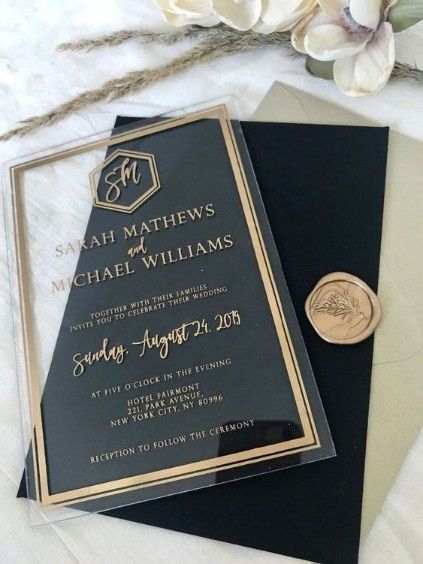 SM
SARAH MATHEWS
and
MICHAEL WILLIAMS
TOGETHER WITH THEIR FAMILIES
INVITE YOU TO CELEBRATE THEIR WEDDING
Sunday, August 24, 2019
AT FIVE O'CLOCK IN THE EVENING
HOTEL FAIRMONT
221, PARK AVENUE,
NEW YORK CITY, NY 80996
RECEPTION TO FOLLOW THE CEREMONY